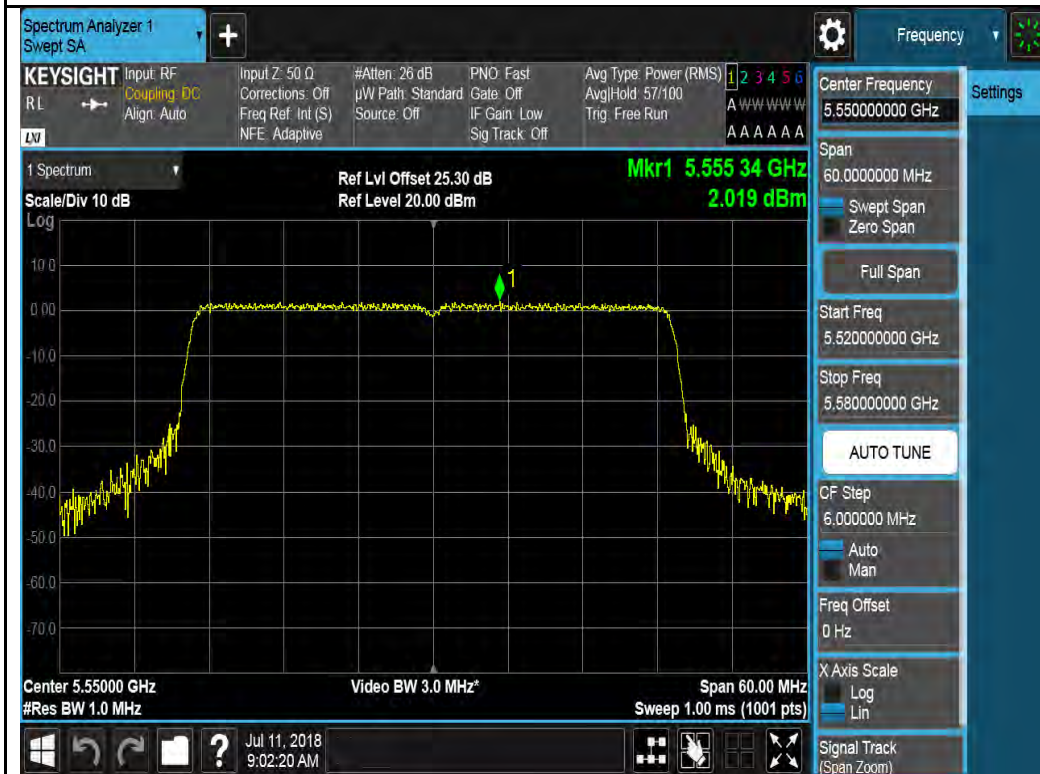 Spectrum Analyzer 1
Swept SA
+
Frequency
KEYSIGHT
RL
LXI
Input: RF
Coupling: DC
Align: Auto
Input Z: 50 Ω
Corrections: Off
Freq Ref: Int (S)
NFE: Adaptive
#Atten: 26 dB
µW Path: Standard
Source: Off
PNO: Fast
Gate: Off
IF Gain: Low
Sig Track: Off
Avg Type: Power (RMS)
Avg|Hold: 57/100
Trig: Free Run
1 2 3 4 5 6
A W W W W W
A A A A A A
1 Spectrum
Scale/Div 10 dB
Log
Ref Lvl Offset 25.30 dB
Ref Level 20.00 dBm
Mkr1 5.555 34 GHz
2.019 dBm
10.0
0.00
-10.0
-20.0
-30.0
-40.0
-50.0
-60.0
-70.0
1
Center 5.55000 GHz
#Res BW 1.0 MHz
Video BW 3.0 MHz*
Span 60.00 MHz
Sweep 1.00 ms (1001 pts)
?
Jul 11, 2018
9:02:20 AM
Center Frequency
5.550000000 GHz
Settings
Span
60.0000000 MHz
Swept Span
Zero Span
Full Span
Start Freq
5.520000000 GHz
Stop Freq
5.580000000 GHz
AUTO TUNE
CF Step
6.000000 MHz
Auto
Man
Freq Offset
0 Hz
X Axis Scale
Log
Lin
Signal Track
(Span Zoom)